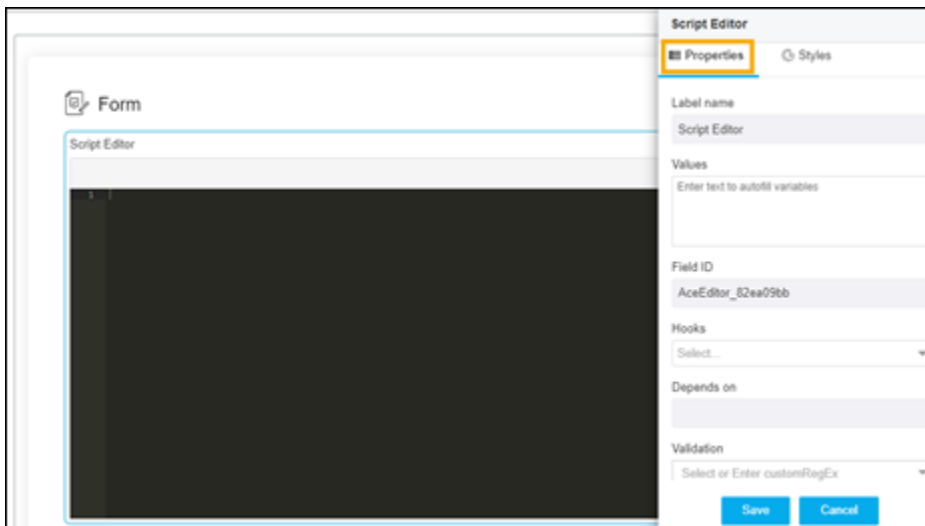 Form
Script Editor
1
Script Editor
Properties
Styles
Label name
Script Editor
Values
Enter text to autofill variables
Field ID
AceEditor_82ea09bb
Hooks
Select...
Depends on
Validation
Select or Enter customRegEx
Save
Cancel